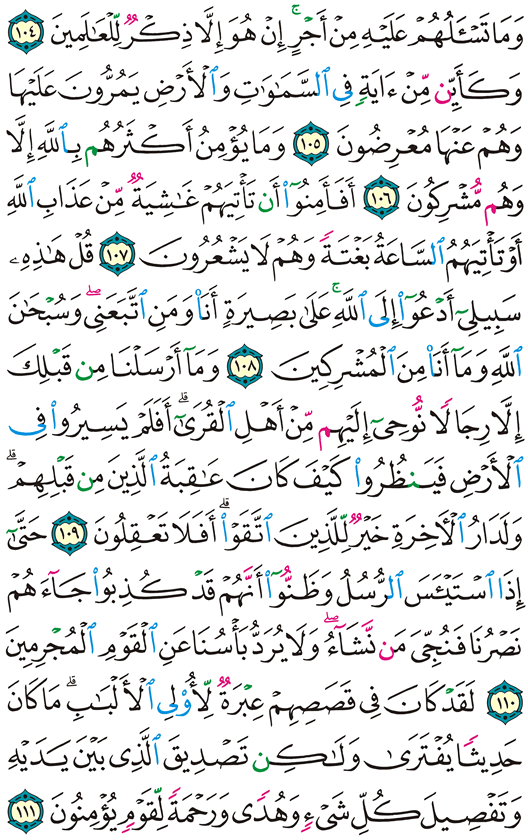 وَمَا تَسْـَٔلُهُمْ عَلَيْهِ مِنْ أَجْرٍ ۚ إِنْ هُوَ إِلَّا ذِكْرٌ لِّلْعَـٰلَمِينَ ١٠٤
وَكَأَيِّن مِّنْ ءَايَةٍ فِى ٱلسَّمَـٰوَٰتِ وَٱلْأَرْضِ يَمُرُّونَ عَلَيْهَا
وَهُمْ عَنْهَا مُعْرِضُونَ ١٠٥ وَمَا يُؤْمِنُ أَكْثَرُهُم بِٱللَّهِ إِلَّا
وَهُم مُّشْرِكُونَ ١٠٦ أَفَأَمِنُوٓا۟ أَن تَأْتِيَهُمْ غَـٰشِيَةٌ مِّنْ عَذَابِ ٱللَّهِ
أَوْ تَأْتِيَهُمُ ٱلسَّاعَةُ بَغْتَةً وَهُمْ لَا يَشْعُرُونَ ١٠٧ قُلْ هَـٰذِهِۦ
سَبِيلِىٓ أَدْعُوٓا۟ إِلَى ٱللَّهِ ۚ عَلَىٰ بَصِيرَةٍ أَنَا۠ وَمَنِ ٱتَّبَعَنِى ۖ وَسُبْحَـٰنَ
ٱللَّهِ وَمَآ أَنَا۠ مِنَ ٱلْمُشْرِكِينَ ١٠٨ وَمَآ أَرْسَلْنَا مِن قَبْلِكَ
إِلَّا رِجَالًا نُّوحِىٓ إِلَيْهِم مِّنْ أَهْلِ ٱلْقُرَىٰٓ ۗ أَفَلَمْ يَسِيرُوا۟ فِى
ٱلْأَرْضِ فَيَنظُرُوا۟ كَيْفَ كَانَ عَـٰقِبَةُ ٱلَّذِينَ مِن قَبْلِهِمْ ۗ
وَلَدَارُ ٱلْـَٔاخِرَةِ خَيْرٌ لِّلَّذِينَ ٱتَّقَوْا۟ ۗ أَفَلَا تَعْقِلُونَ ١٠٩ حَتَّىٰٓ
إِذَا ٱسْتَيْـَٔسَ ٱلرُّسُلُ وَظَنُّوٓا۟ أَنَّهُمْ قَدْ كُذِبُوا۟ جَآءَهُمْ
نَصْرُنَا فَنُجِّىَ مَن نَّشَآءُ ۖ وَلَا يُرَدُّ بَأْسُنَا عَنِ ٱلْقَوْمِ ٱلْمُجْرِمِينَ
١١٠ لَقَدْ كَانَ فِى قَصَصِهِمْ عِبْرَةٌ لِّأُو۟لِى ٱلْأَلْبَـٰبِ ۗ مَا كَانَ
حَدِيثًا يُفْتَرَىٰ وَلَـٰكِن تَصْدِيقَ ٱلَّذِى بَيْنَ يَدَيْهِ
وَتَفْصِيلَ كُلِّ شَىْءٍ وَهُدًى وَرَحْمَةً لِّقَوْمٍ يُؤْمِنُونَ ١١١